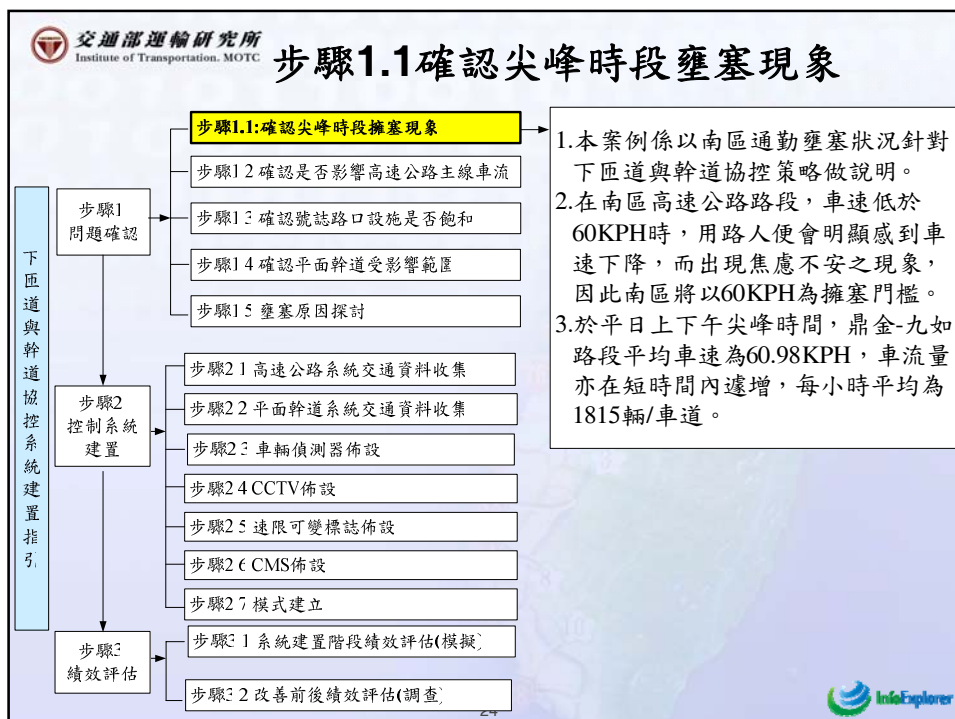 交通部運輸研究所
Institute of Transportation. MOTC
步驟1.1確認尖峰時段壅塞現象
下匝道與幹道協控系統建置指引
步驟1
問題確認
步驟1.1:確認尖峰時段擁塞現象
步驟1.2 確認是否影響高速公路主線車流
步驟1.3 確認號誌路口設施是否飽和
步驟1.4 確認平面幹道受影響範圍
步驟1.5 壅塞原因探討
步驟2
控制系統
建置
步驟2.1 高速公路系統交通資料收集
步驟2.2 平面幹道系統交通資料收集
步驟2.3 車輛偵測器佈設
步驟2.4 CCTV佈設
步驟2.5 速限可變標誌佈設
步驟2.6 CMS佈設
步驟2.7 模式建立
步驟3
績效評估
步驟3.1 系統建置階段績效評估(模擬)
步驟3.2 改善前後績效評估(調查)
1.本案例係以南區通勤壅塞狀況針對
下匝道與幹道協控策略做說明。
2.在南區高速公路路段，車速低於
60KPH時，用路人便會明顯感到車
速下降，而出現焦慮不安之現象，
因此南區將以60KPH為擁塞門檻。
3.於平日上下午尖峰時間，鼎金-九如
路段平均車速為60.98KPH，車流量
亦在短時間內遽增，每小時平均為
1815輛/車道。
24
InfoExplorer